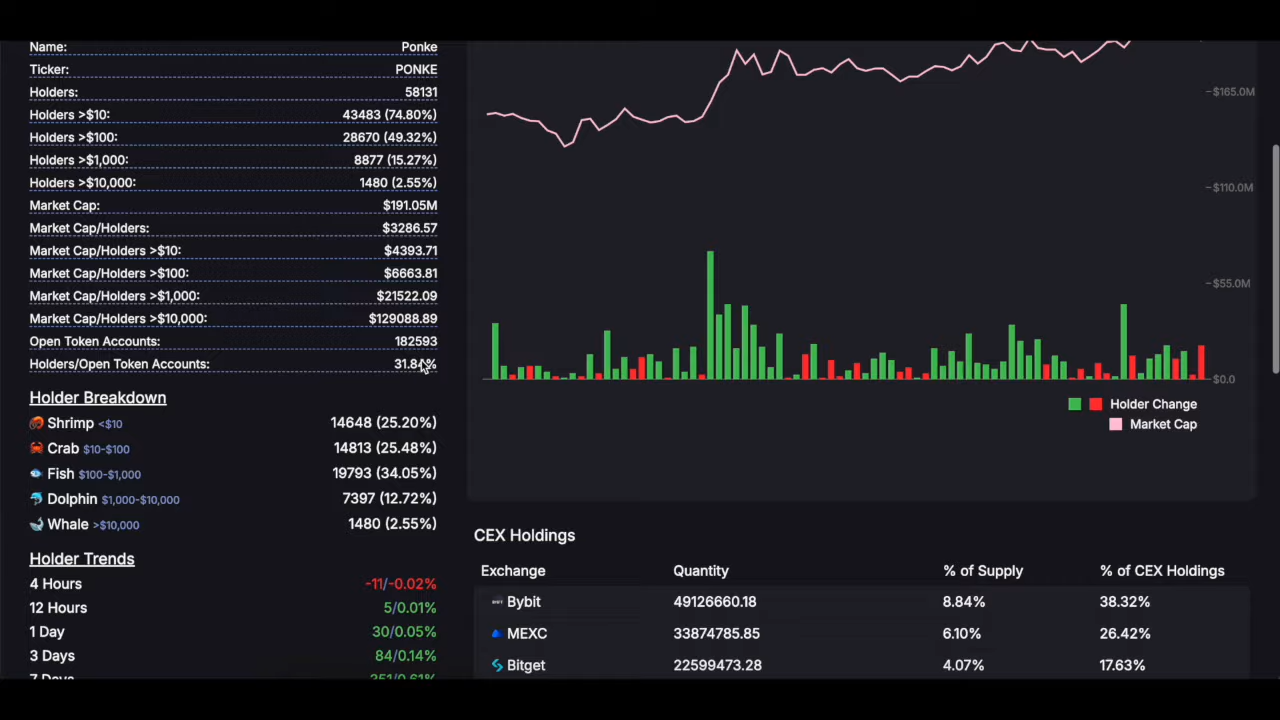 Name: Ponke
Ticker: PONKE
Holders: 58131
Holders >$10: 43483 (74.80%)
Holders >$100: 28670 (49.32%)
Holders >$1,000: 8877 (15.27%)
Holders >$10,000: 1480 (2.55%)
Market Cap: $191.05M
Market Cap/Holders: $3286.57
Market Cap/Holders >$10: $4393.71
Market Cap/Holders >$100: $6663.81
Market Cap/Holders >$1,000: $21522.09
Market Cap/Holders >$10,000: $129088.89
Open Token Accounts: 182593
Holders/Open Token Accounts: 31.84%
Holder Breakdown
Shrimp <$10 14648 (25.20%)
Crab $10-$100 14813 (25.48%)
Fish $100-$1,000 19793 (34.05%)
Dolphin $1,000-$10,000 7397 (12.72%)
Whale >$10,000 1480 (2.55%)
Holder Trends
4 Hours -11/-0.02%
12 Hours 5/0.01%
1 Day 30/0.05%
3 Days 84/0.14%
7 Days 351/0.61%
$165.0M
$110.0M
$55.0M
$0.0
Holder Change
Market Cap
CEX Holdings
Exchange Quantity % of Supply % of CEX Holdings
Bybit 49126660.18 8.84% 38.32%
MEXC 33874785.85 6.10% 26.42%
Bitget 22599473.28 4.07% 17.63%